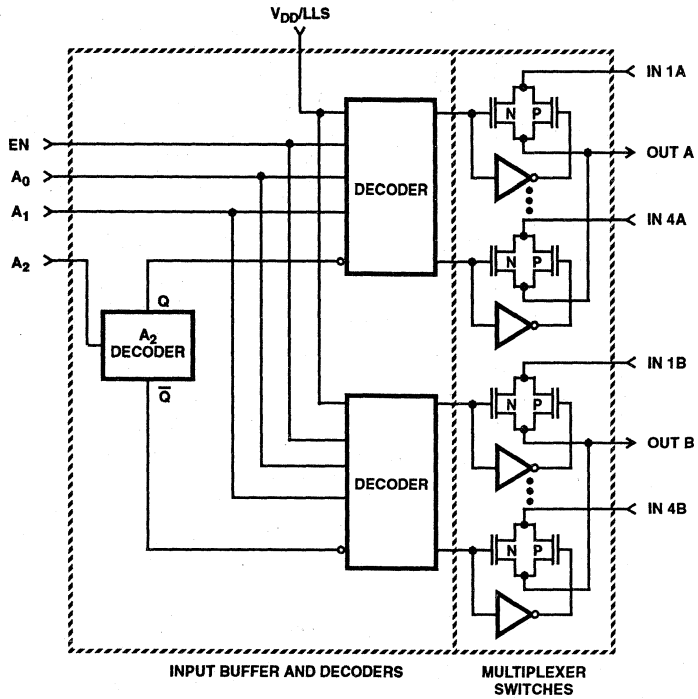 V_DD/LLS
IN 1A
N P
EN
OUT A
A₀
DECODER
A₁
IN 4A
A₂
N P
Q
A₂
DECODER
IN 1B
Q̅
N P
OUT B
DECODER
IN 4B
N P
INPUT BUFFER AND DECODERS
MULTIPLEXER
SWITCHES